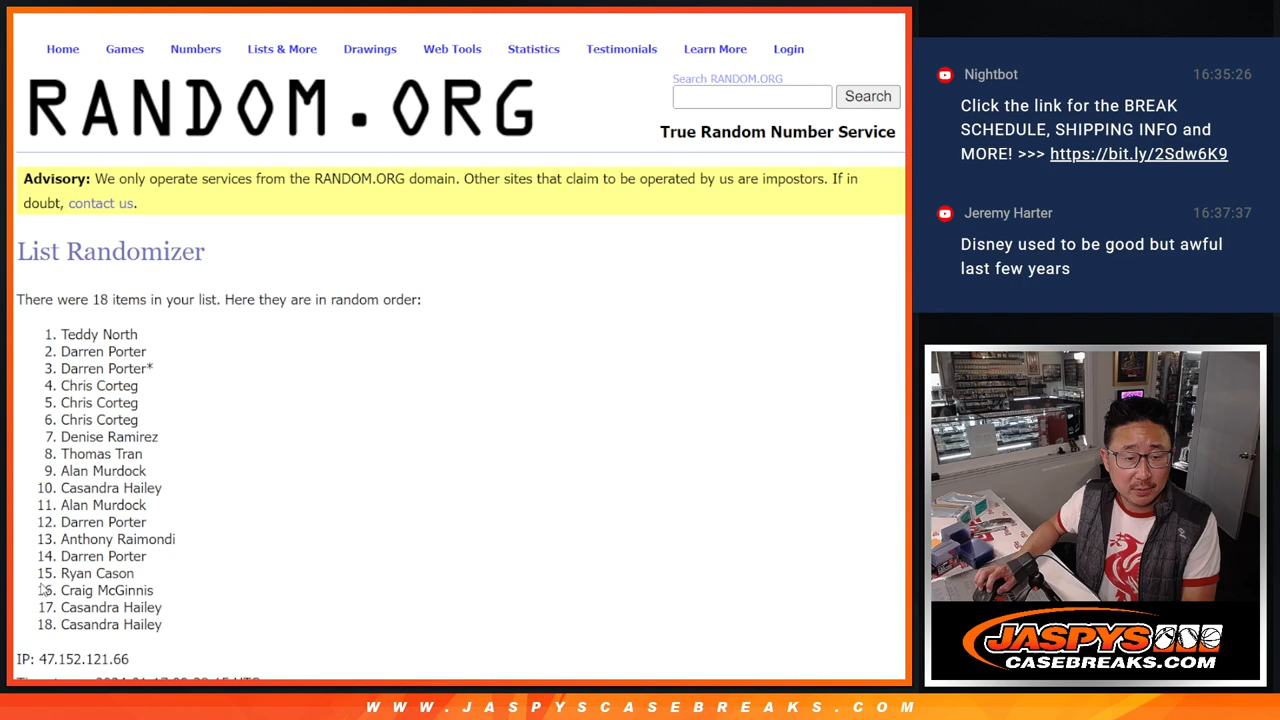 Home Games Numbers Lists & More Drawings Web Tools Statistics Testimonials Learn More Login
RANDOM.ORG
Search RANDOM.ORG
Search
True Random Number Service
Advisory: We only operate services from the RANDOM.ORG domain. Other sites that claim to be operated by us are impostors. If in
doubt, contact us.
List Randomizer
There were 18 items in your list. Here they are in random order:
1. Teddy North
2. Darren Porter
3. Darren Porter*
4. Chris Corteg
5. Chris Corteg
6. Chris Corteg
7. Denise Ramirez
8. Thomas Tran
9. Alan Murdock
10. Casandra Hailey
11. Alan Murdock
12. Darren Porter
13. Anthony Raimondi
14. Darren Porter
15. Ryan Cason
16. Craig McGinnis
17. Casandra Hailey
18. Casandra Hailey
IP: 47.152.121.66
Nightbot 16:35:26
Click the link for the BREAK
SCHEDULE, SHIPPING INFO and
MORE! >>> https://bit.ly/2Sdw6K9
Jeremy Harter 16:37:37
Disney used to be good but awful
last few years
JASPYS
CASEBREAKS.COM
WWW.JASPYSCASEBREAKS.COM